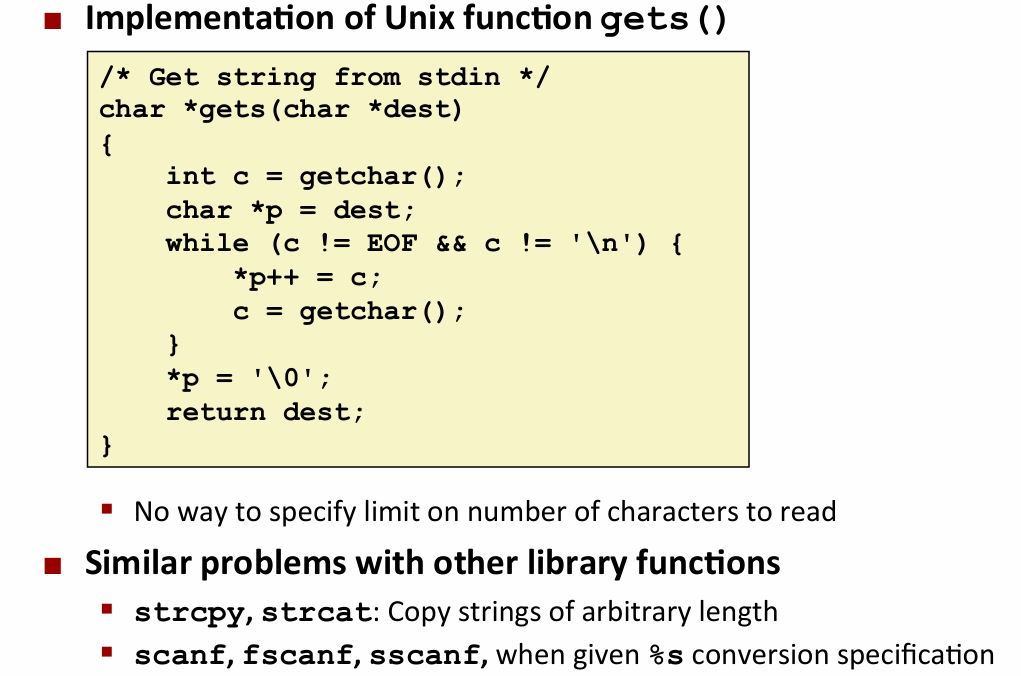 ■ Implementation of Unix function gets()
/* Get string from stdin */
char *gets(char *dest)
{
    int c = getchar();
    char *p = dest;
    while (c != EOF && c != '\n') {
        *p++ = c;
        c = getchar();
    }
    *p = '\0';
    return dest;
}
▪ No way to specify limit on number of characters to read
■ Similar problems with other library functions
▪ strcpy, strcat: Copy strings of arbitrary length
▪ scanf, fscanf, sscanf, when given %s conversion specification